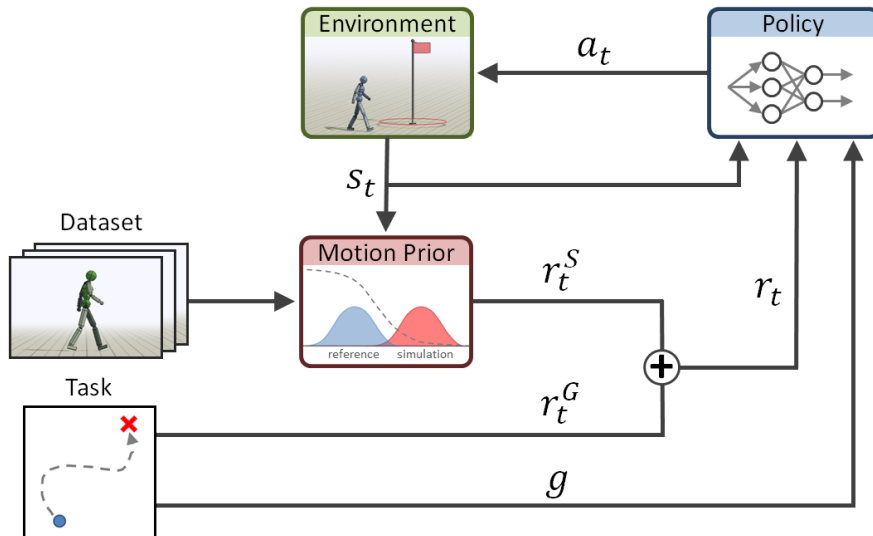 Environment
Policy
a_t
s_t
Dataset
Motion Prior
reference simulation
r_t^S
r_t
+
Task
r_t^G
g